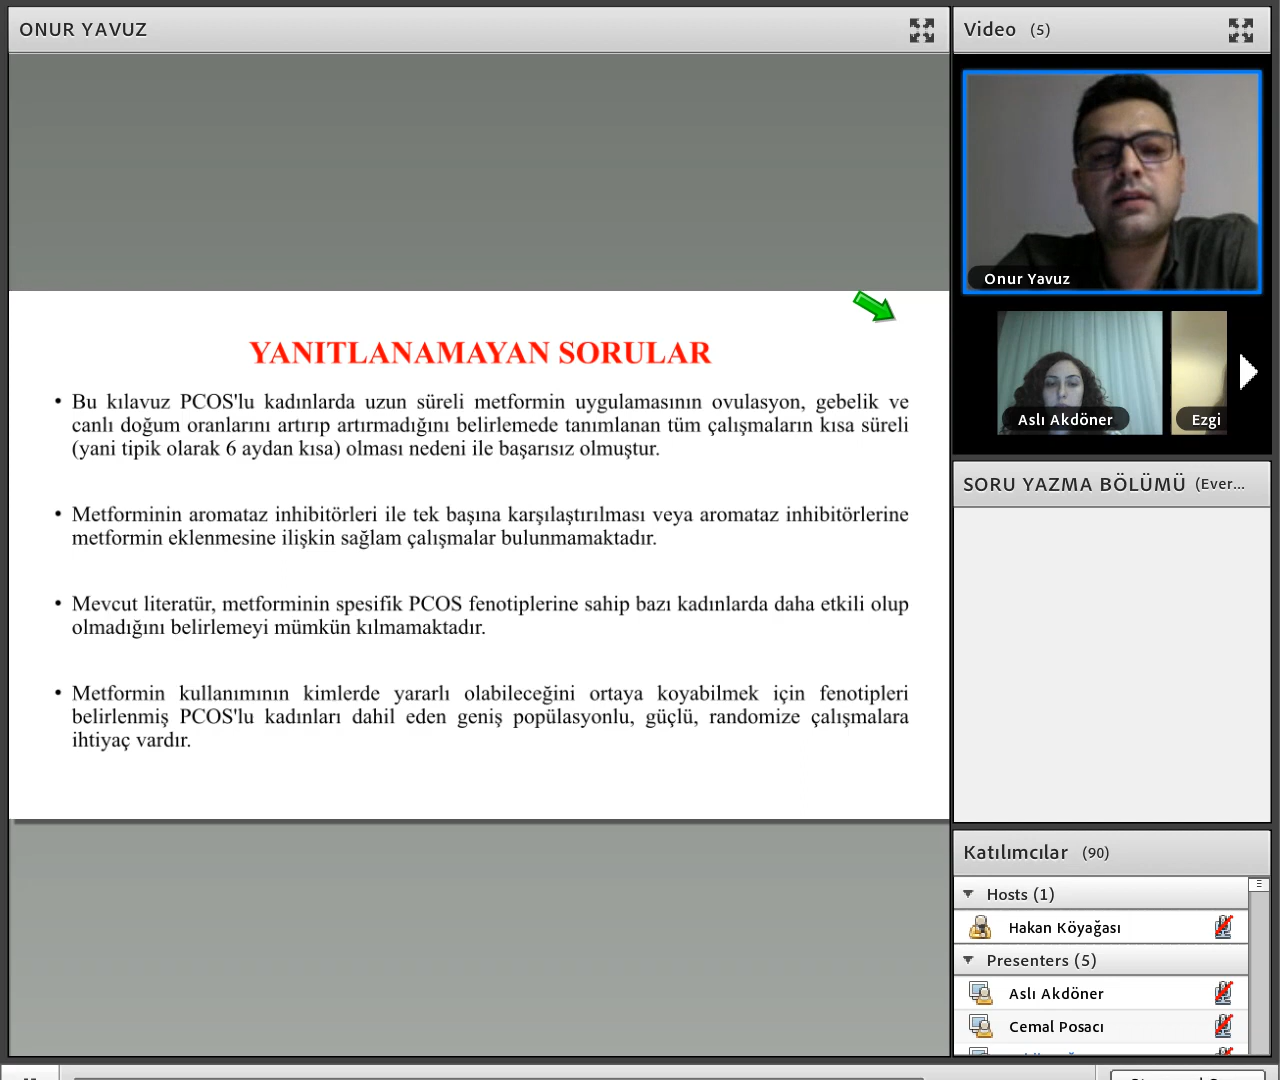 ONUR YAVUZ
YANITLANAMAYAN SORULAR
• Bu kılavuz PCOS'lu kadınlarda uzun süreli metformin uygulamasının ovulasyon, gebelik ve
canlı doğum oranlarını artırıp artırmadığını belirlemede tanımlanan tüm çalışmaların kısa süreli
(yani tipik olarak 6 aydan kısa) olması nedeni ile başarısız olmuştur.
• Metforminin aromataz inhibitörleri ile tek başına karşılaştırılması veya aromataz inhibitörlerine
metformin eklenmesine ilişkin sağlam çalışmalar bulunmamaktadır.
• Mevcut literatür, metforminin spesifik PCOS fenotiplerine sahip bazı kadınlarda daha etkili olup
olmadığını belirlemeyi mümkün kılmamaktadır.
• Metformin kullanımının kimlerde yararlı olabileceğini ortaya koyabilmek için fenotipleri
belirlenmiş PCOS'lu kadınları dahil eden geniş popülasyonlu, güçlü, randomize çalışmalara
ihtiyaç vardır.
Video (5)
Onur Yavuz
Aslı Akdöner
Ezgi
SORU YAZMA BÖLÜMÜ (Ever...
Katılımcılar (90)
Hosts (1)
Hakan Köyağası
Presenters (5)
Aslı Akdöner
Cemal Posacı